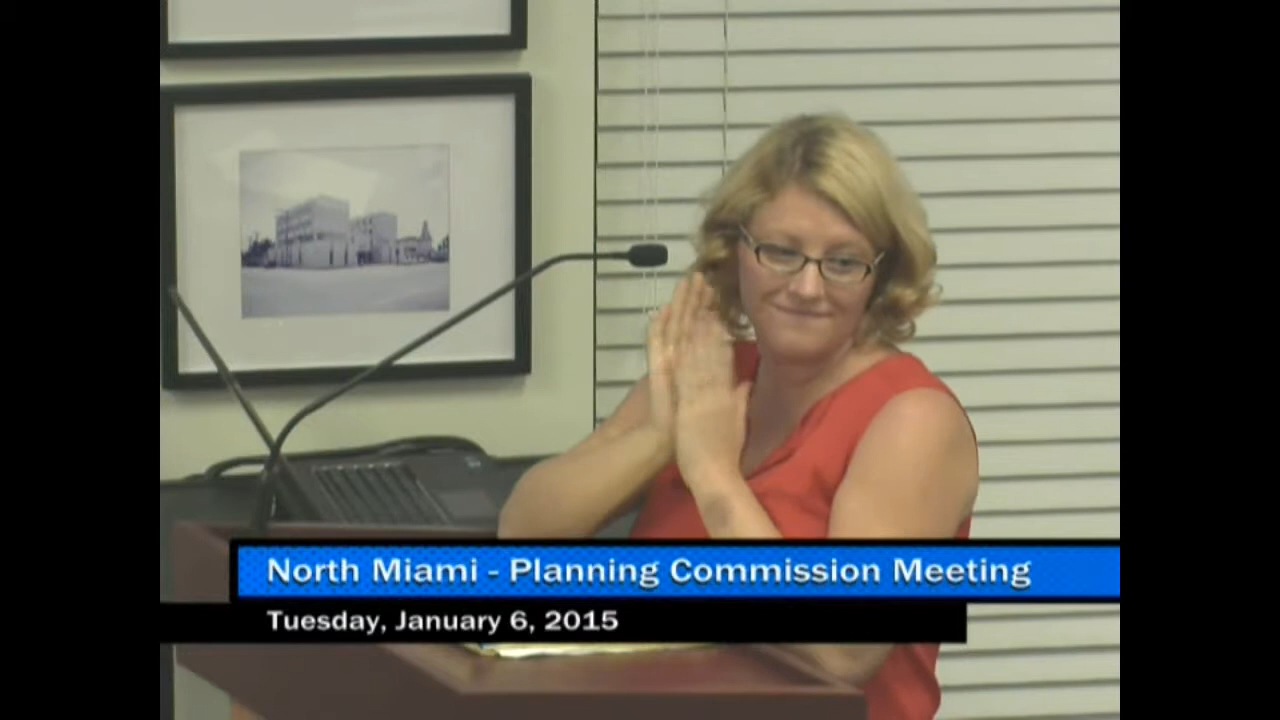 North Miami - Planning Commission Meeting
Tuesday, January 6, 2015